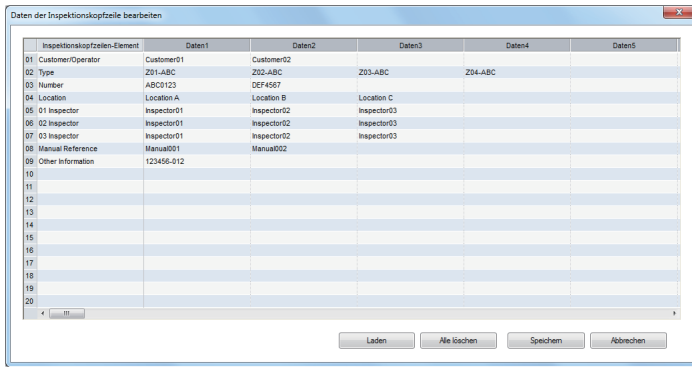 Daten der Inspektionskopfzeile bearbeiten
Inspektionskopfzeilen-Element Daten1 Daten2 Daten3 Daten4 Daten5
01 Customer/Operator Customer01 Customer02
02 Type Z01-ABC Z02-ABC Z03-ABC Z04-ABC
03 Number ABC0123 DEF4567
04 Location Location A Location B Location C
05 01 Inspector Inspector01 Inspector02 Inspector03
06 02 Inspector Inspector01 Inspector02 Inspector03
07 03 Inspector Inspector01 Inspector02 Inspector03
08 Manual Reference Manual001 Manual002
09 Other Information 123456-012
10
11
12
13
14
15
16
17
18
19
20
Laden Alle löschen Speichern Abbrechen